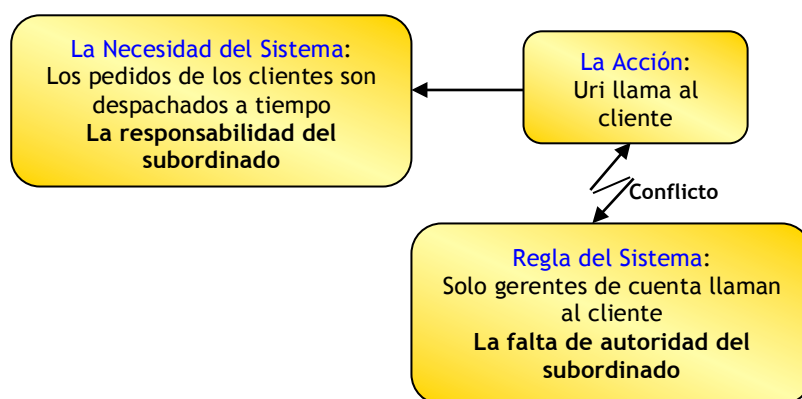 La Necesidad del Sistema:
Los pedidos de los clientes son
despachados a tiempo
La responsabilidad del
subordinado
La Acción:
Uri llama al
cliente
Conflicto
Regla del Sistema:
Solo gerentes de cuenta llaman
al cliente
La falta de autoridad del
subordinado